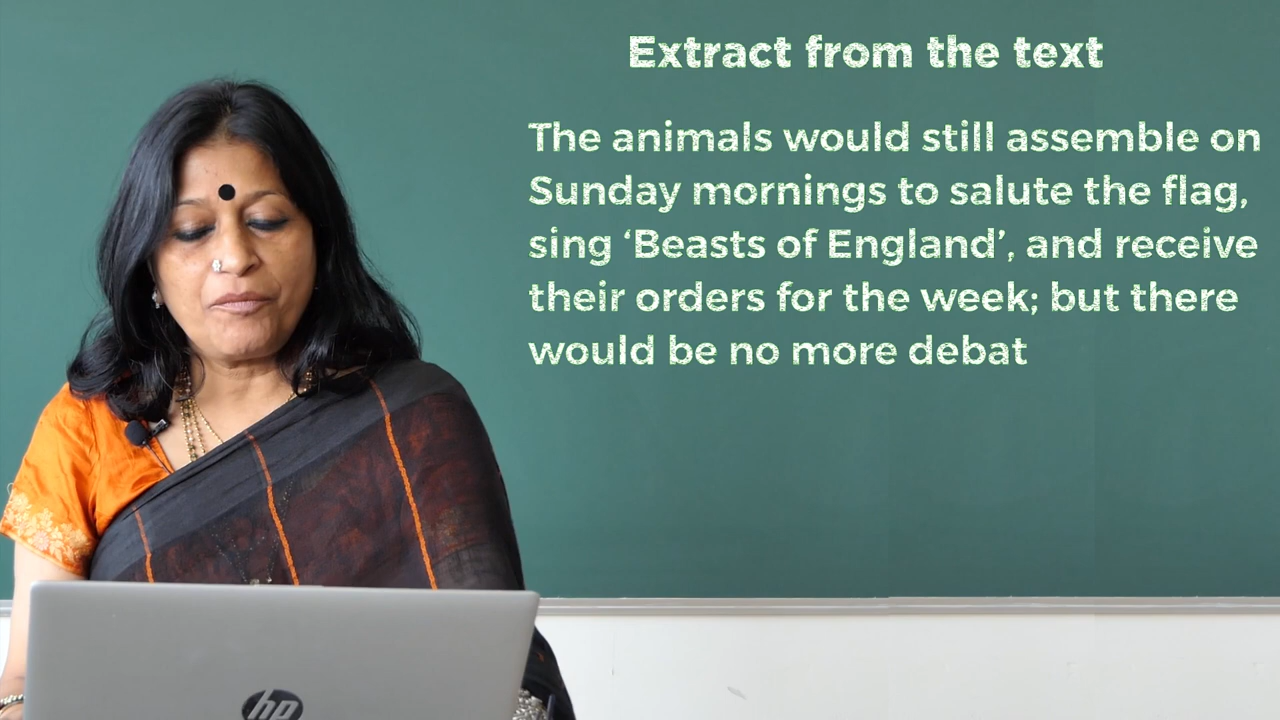 Extract from the text
The animals would still assemble on
Sunday mornings to salute the flag,
sing ‘Beasts of England’, and receive
their orders for the week; but there
would be no more debat
hp